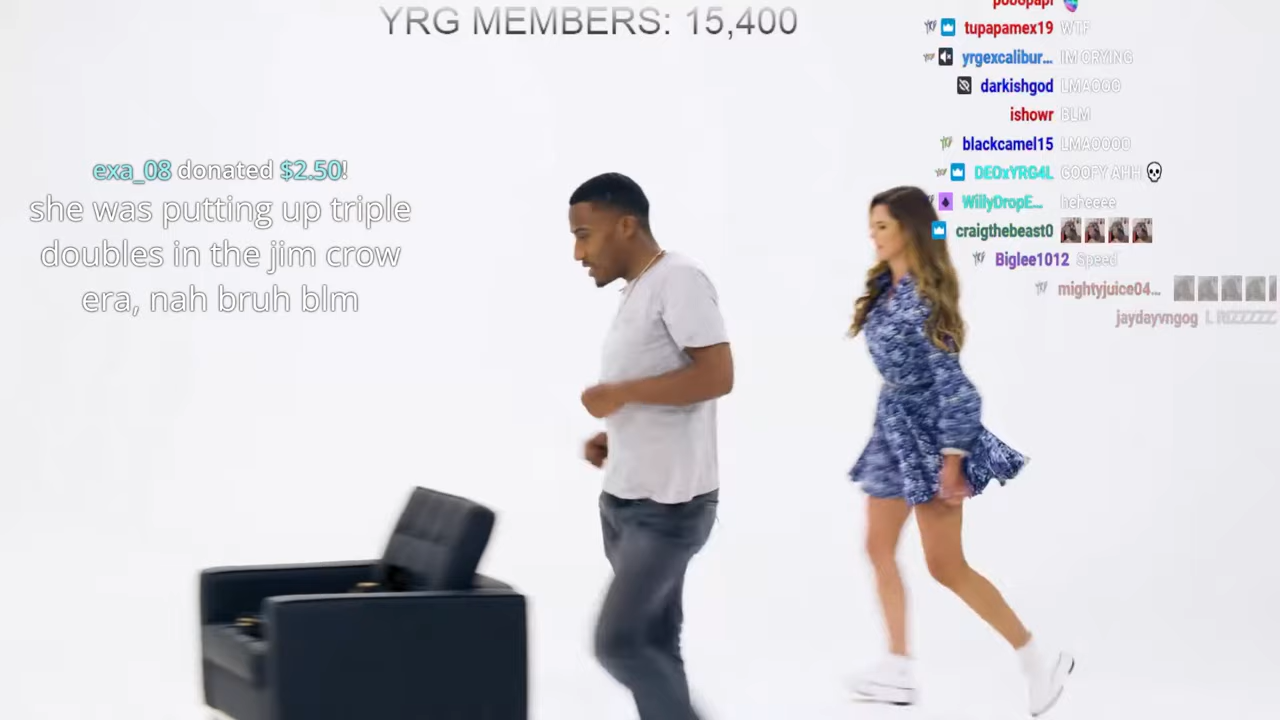 YRG MEMBERS: 15,400
exa_08 donated $2.50!
she was putting up triple
doubles in the jim crow
era, nah bruh blm
tupapamex19 WTF
yrgexcalibur... IM CRYING
darkishgod LMAOGO
ishowr BLM
blackcamel15 LMAOOOO
DEOxYRG4L GOOFY AHH
WillyDropE... heheeee
craigthebeast0
Biglee1012 Speed
mightyjuice04...
jaydayvngog L RIZZZZZ